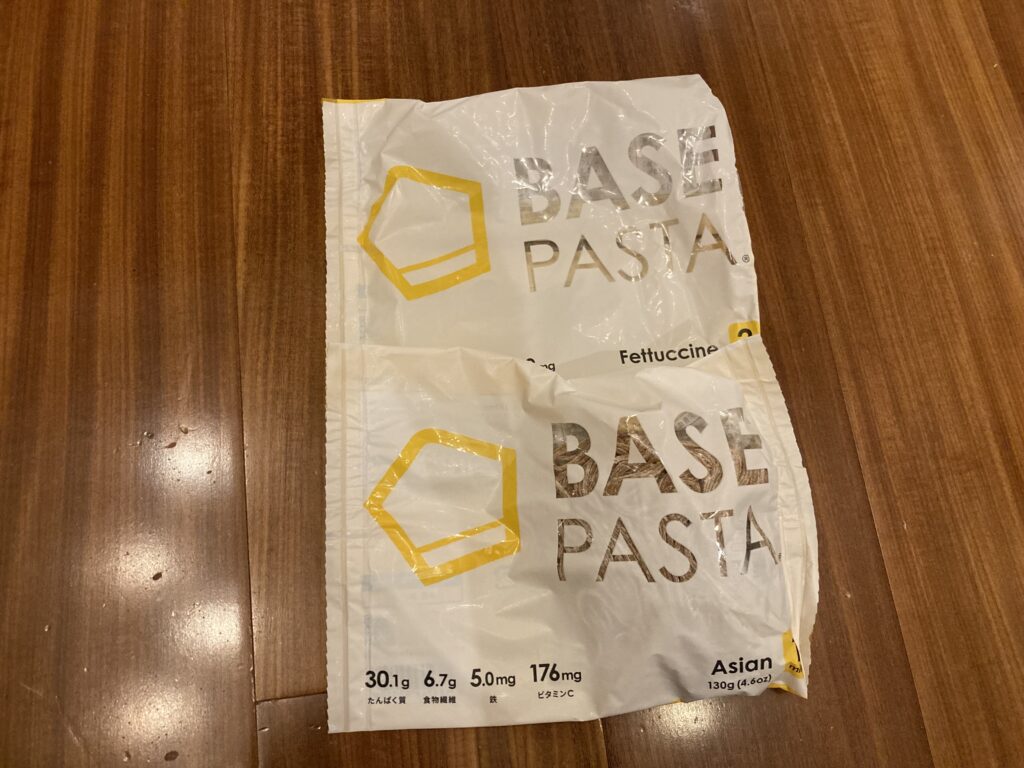 BASE
PASTA®
Fettuccine
mg
BASE
PASTA
30.1g 6.7g 5.0mg 176mg
たんぱく質 食物繊維 鉄 ビタミンC
Asian
130g (4.6oz)